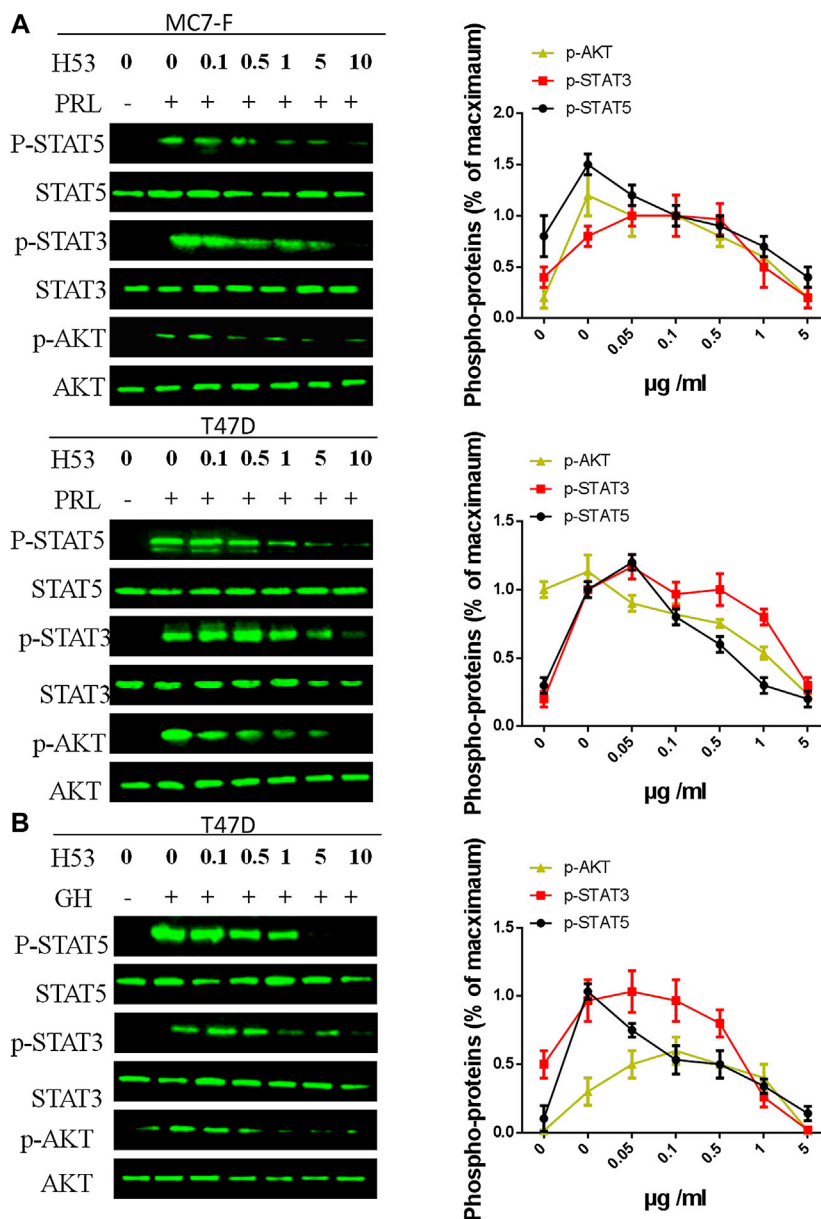 A
MC7-F
H53 0 0 0.1 0.5 1 5 10
PRL - + + + + + +
P-STAT5
STAT5
p-STAT3
STAT3
p-AKT
AKT
p-AKT
p-STAT3
p-STAT5
Phospho-proteins (% of macximaum)
2.0
1.5
1.0
0.5
0.0
0 0 0.05 0.1 0.5 1 5
µg /ml
T47D
H53 0 0 0.1 0.5 1 5 10
PRL - + + + + + +
P-STAT5
STAT5
p-STAT3
STAT3
p-AKT
AKT
p-AKT
p-STAT3
p-STAT5
Phospho-proteins (% of macximaum)
1.5
1.0
0.5
0.0
0 0 0.05 0.1 0.5 1 5
µg /ml
B
T47D
H53 0 0 0.1 0.5 1 5 10
GH - + + + + + +
P-STAT5
STAT5
p-STAT3
STAT3
p-AKT
AKT
p-AKT
p-STAT3
p-STAT5
Phospho-proteins (% of macximaum)
1.5
1.0
0.5
0.0
0 0 0.05 0.1 0.5 1 5
µg /ml